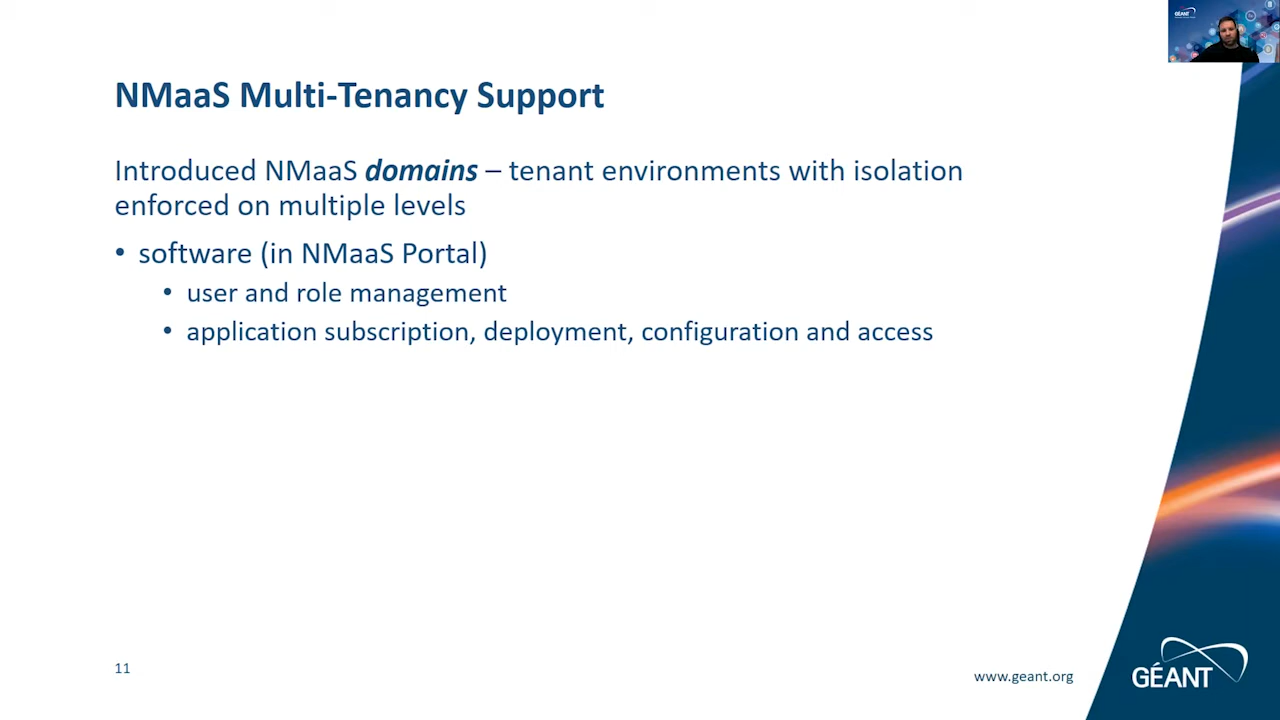 GÉANT
NMaaS Multi-Tenancy Support
Introduced NMaaS domains – tenant environments with isolation
enforced on multiple levels
• software (in NMaaS Portal)
• user and role management
• application subscription, deployment, configuration and access
11
www.geant.org
GÉANT